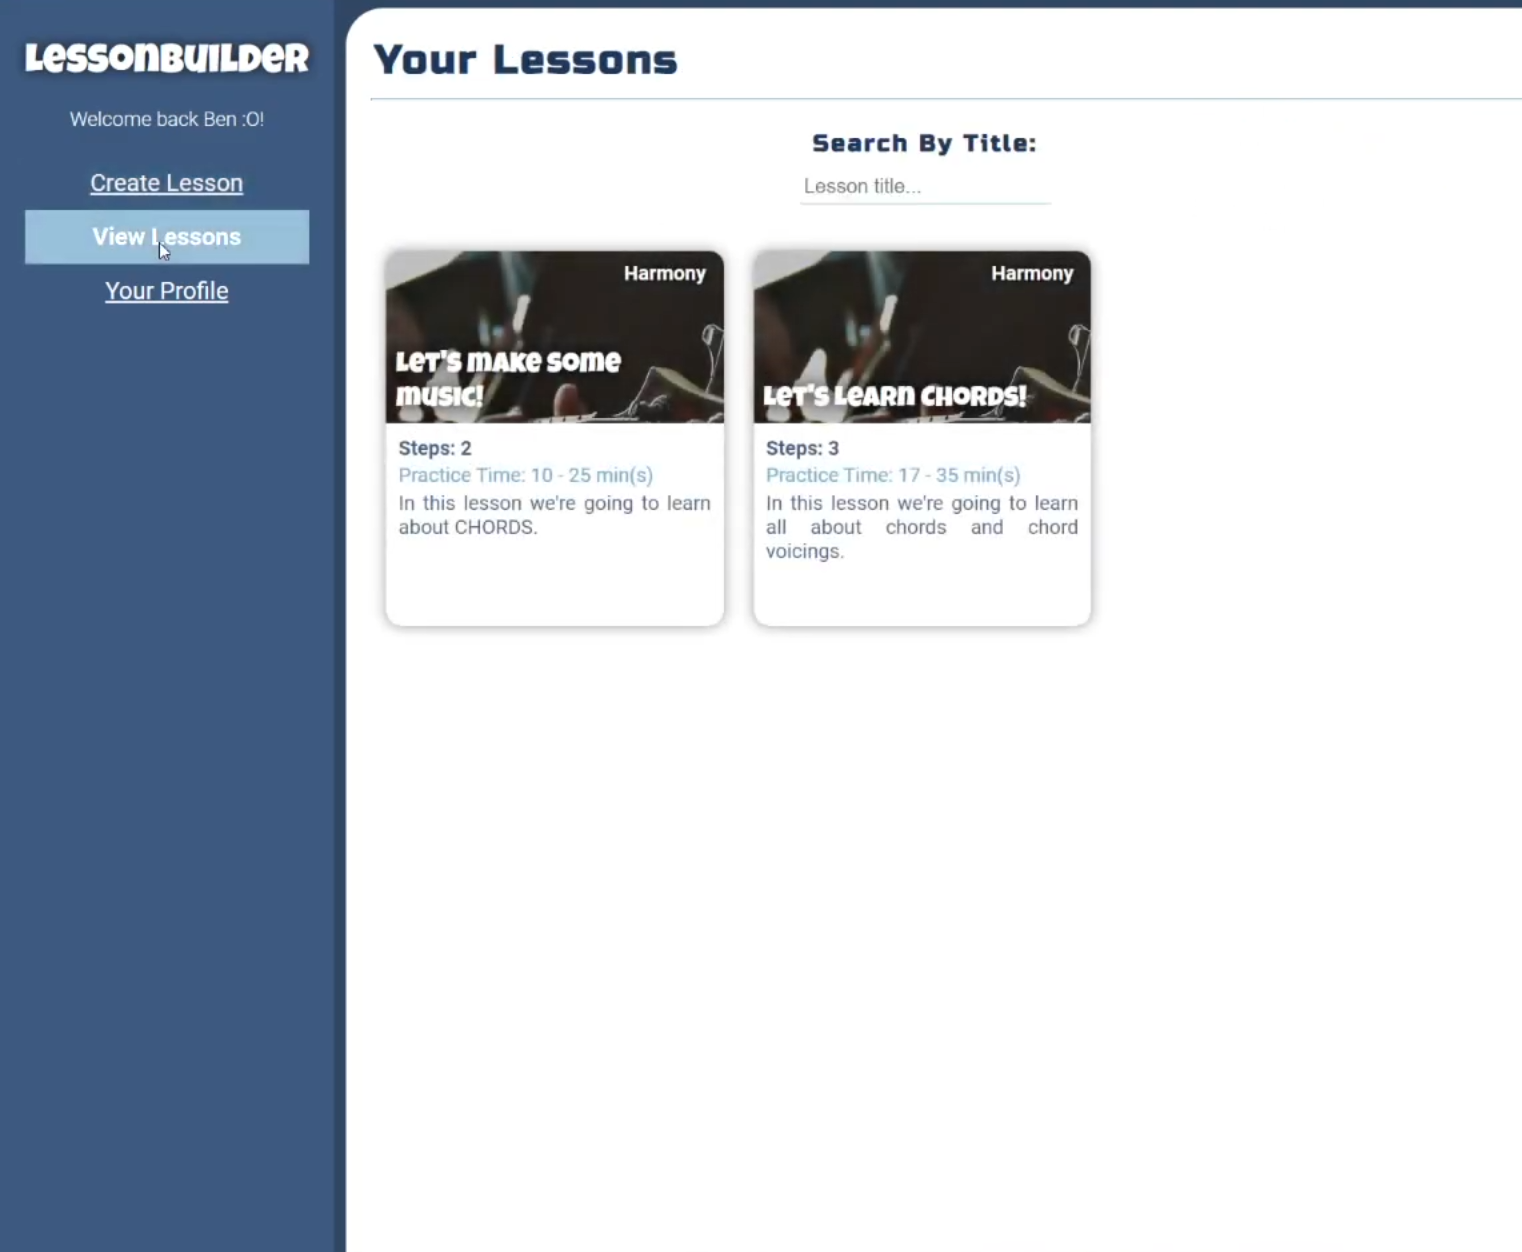 LessonBuilder
Welcome back Ben :O!
Create Lesson
View Lessons
Your Profile
Your Lessons
Search By Title:
Lesson title...
Harmony
Let's make some
music!
Steps: 2
Practice Time: 10 - 25 min(s)
In this lesson we're going to learn
about CHORDS.
Harmony
Let's Learn Chords!
Steps: 3
Practice Time: 17 - 35 min(s)
In this lesson we're going to learn
all about chords and chord
voicings.